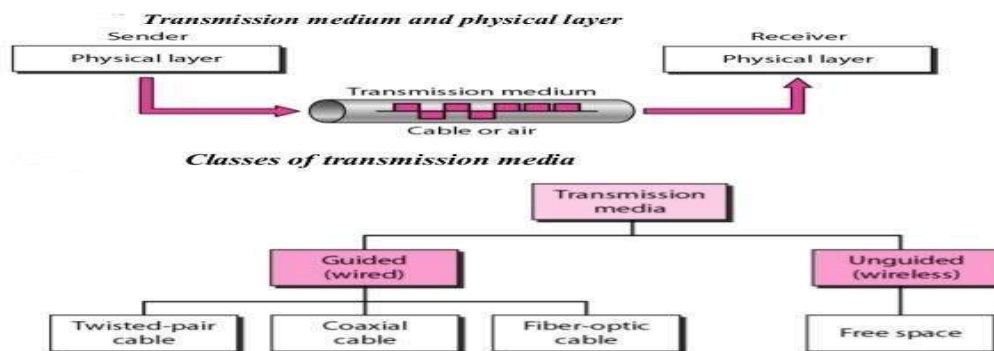 Transmission medium and physical layer
Sender
Receiver
Physical layer
Physical layer
Transmission medium
Cable or air
Classes of transmission media
Transmission
media
Guided
(wired)
Unguided
(wireless)
Twisted-pair
cable
Coaxial
cable
Fiber-optic
cable
Free space